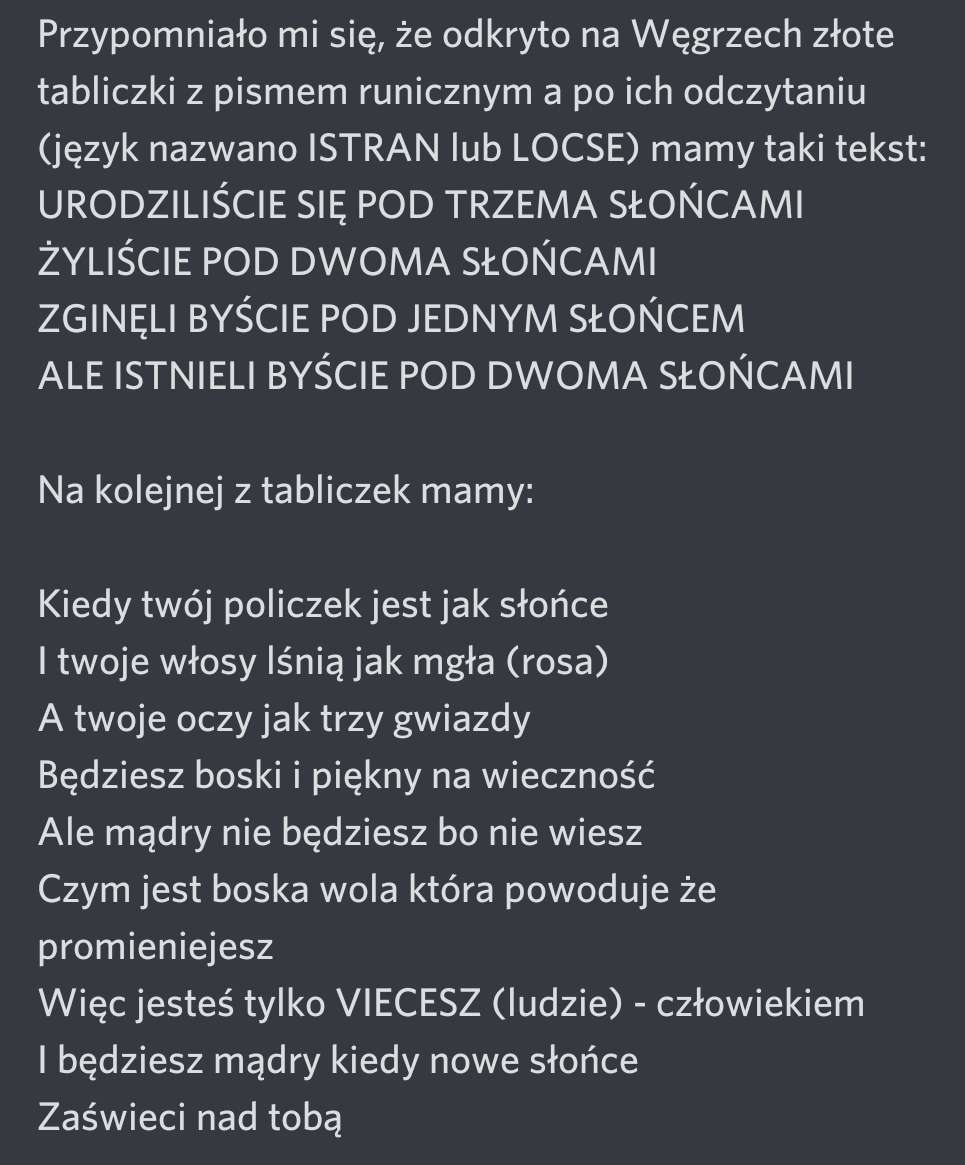 Przypomniało mi się, że odkryto na Węgrzech złote
tabliczki z pismem runicznym a po ich odczytaniu
(język nazwano ISTRAN lub LOCSE) mamy taki tekst:
URODZILIŚCIE SIĘ POD TRZEMA SŁOŃCAMI
ŻYLIŚCIE POD DWOMA SŁOŃCAMI
ZGINĘLI BYŚCIE POD JEDNYM SŁOŃCEM
ALE ISTNIELI BYŚCIE POD DWOMA SŁOŃCAMI
Na kolejnej z tabliczek mamy:
Kiedy twój policzek jest jak słońce
I twoje włosy lśnią jak mgła (rosa)
A twoje oczy jak trzy gwiazdy
Będziesz boski i piękny na wieczność
Ale mądry nie będziesz bo nie wiesz
Czym jest boska wola która powoduje że
promieniejesz
Więc jesteś tylko VIECESZ (ludzie) - człowiekiem
I będziesz mądry kiedy nowe słońce
Zaświeci nad tobą